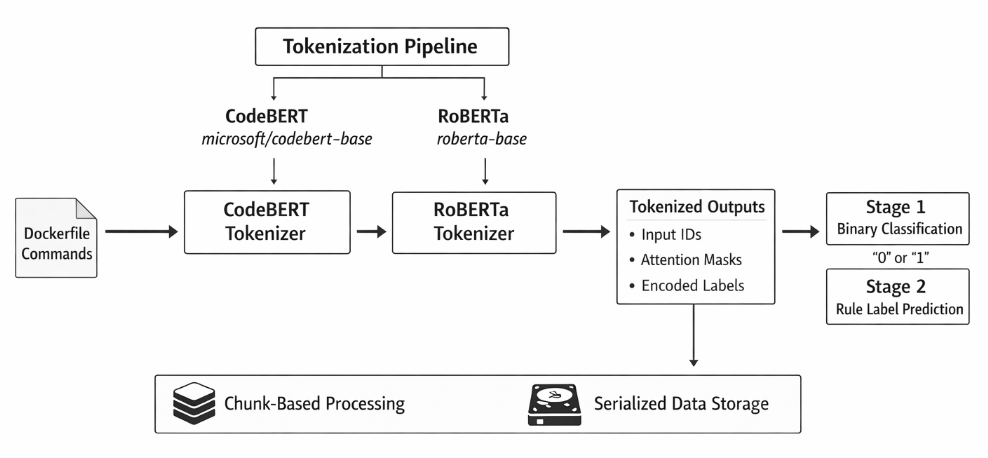 Tokenization Pipeline
CodeBERT
microsoft/codebert-base
RoBERTa
roberta-base
Dockerfile
Commands
CodeBERT
Tokenizer
RoBERTa
Tokenizer
Tokenized Outputs
• Input IDs
• Attention Masks
• Encoded Labels
Stage 1
Binary Classification
“0” or “1”
Stage 2
Rule Label Prediction
Chunk-Based Processing
Serialized Data Storage